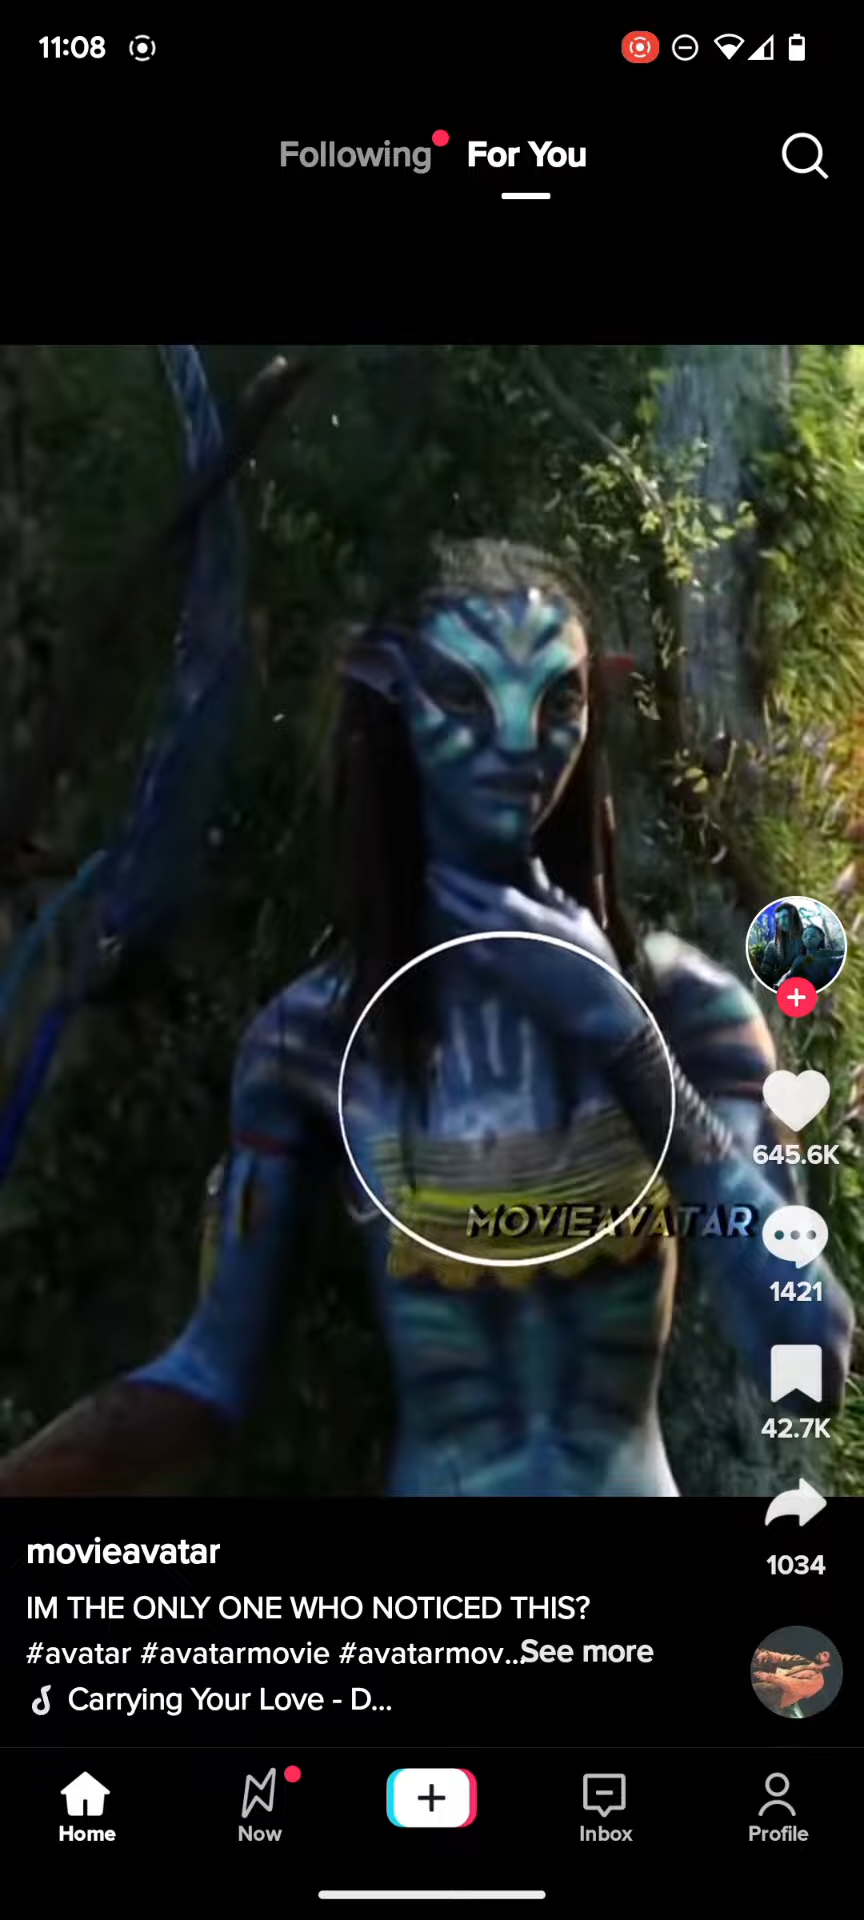 11:08
Following For You
MOVIEAVATAR
645.6K
1421
42.7K
1034
movieavatar
IM THE ONLY ONE WHO NOTICED THIS?
#avatar #avatarmovie #avatarmov...See more
Carrying Your Love - D...
Home Now Inbox Profile